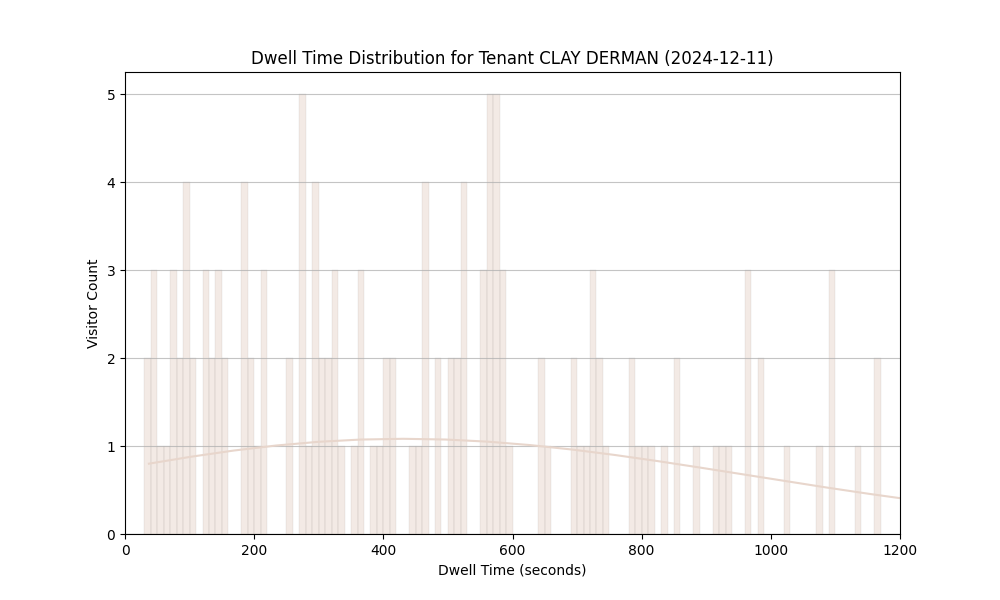 Dwell Time Distribution for Tenant CLAY DERMAN (2024-12-11)
5
4
3
2
1
0
Visitor Count
0 200 400 600 800 1000 1200
Dwell Time (seconds)